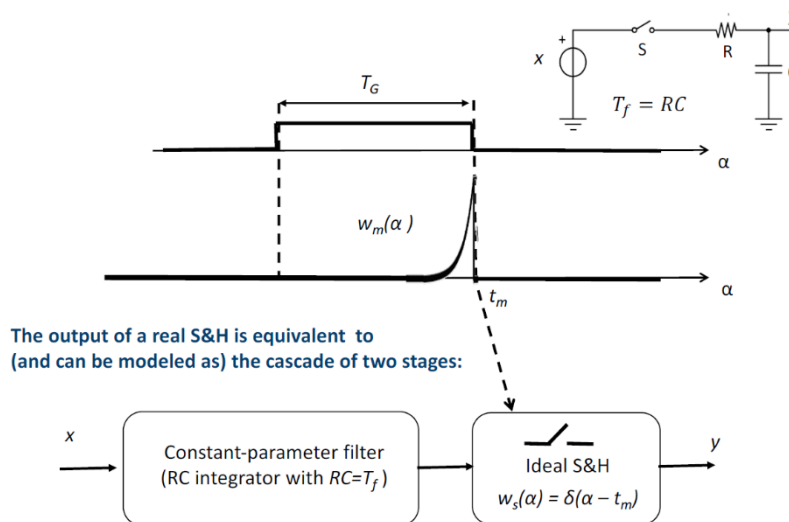 +
x
S
R
T_f = RC
T_G
α
w_m(α )
α
t_m
The output of a real S&H is equivalent to
(and can be modeled as) the cascade of two stages:
x
Constant-parameter filter
(RC integrator with RC=T_f)
Ideal S&H
w_s(α) = δ(α – t_m)
y